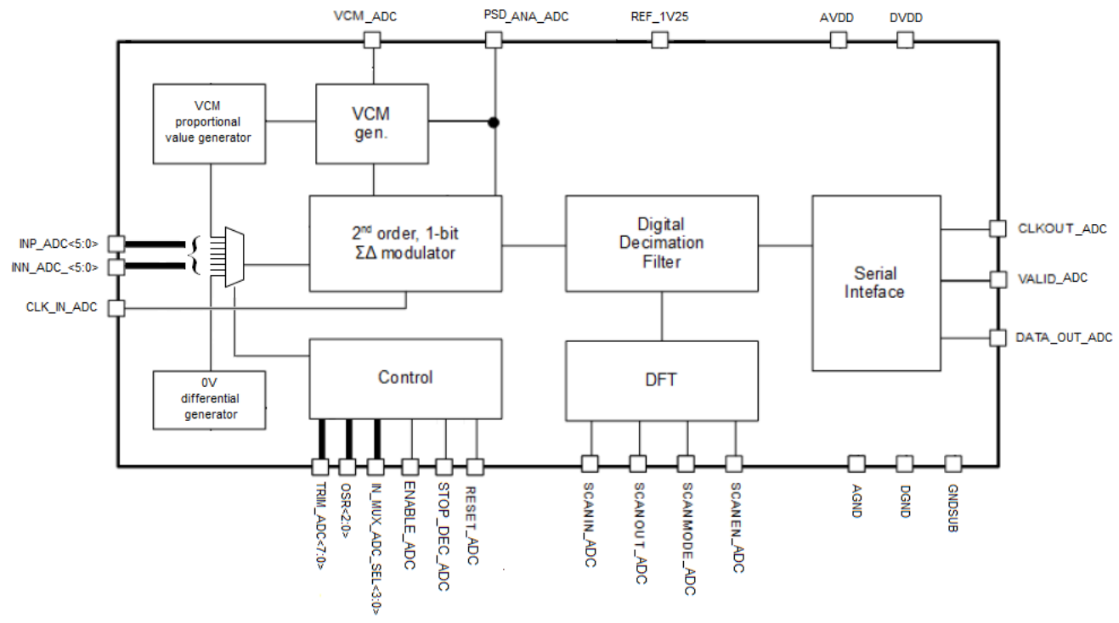 VCM_ADC
PSD_ANA_ADC
REF_1V25
AVDD
DVDD
VCM
proportional
value generator
VCM
gen.
INP_ADC<5:0>
INN_ADC_<5:0>
CLK_IN_ADC
2nd order, 1-bit
ΣΔ modulator
Digital
Decimation
Filter
Serial
Inteface
CLKOUT_ADC
VALID_ADC
DATA_OUT_ADC
0V
differential
generator
Control
DFT
TRIM_ADC<7:0>
OSR<2:0>
IN_MUX_ADC_SEL<3:0>
ENABLE_ADC
STOP_DEC_ADC
RESET_ADC
SCANIN_ADC
SCANOUT_ADC
SCANMODE_ADC
SCANEN_ADC
AGND
DGND
GNDSUB